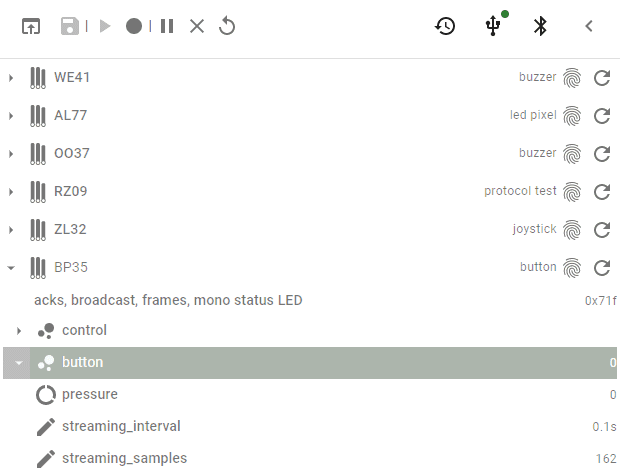 WE41 buzzer
AL77 led pixel
OO37 buzzer
RZ09 protocol test
ZL32 joystick
BP35 button
acks, broadcast, frames, mono status LED 0x71f
control
button 0
pressure 0
streaming_interval 0.1s
streaming_samples 162